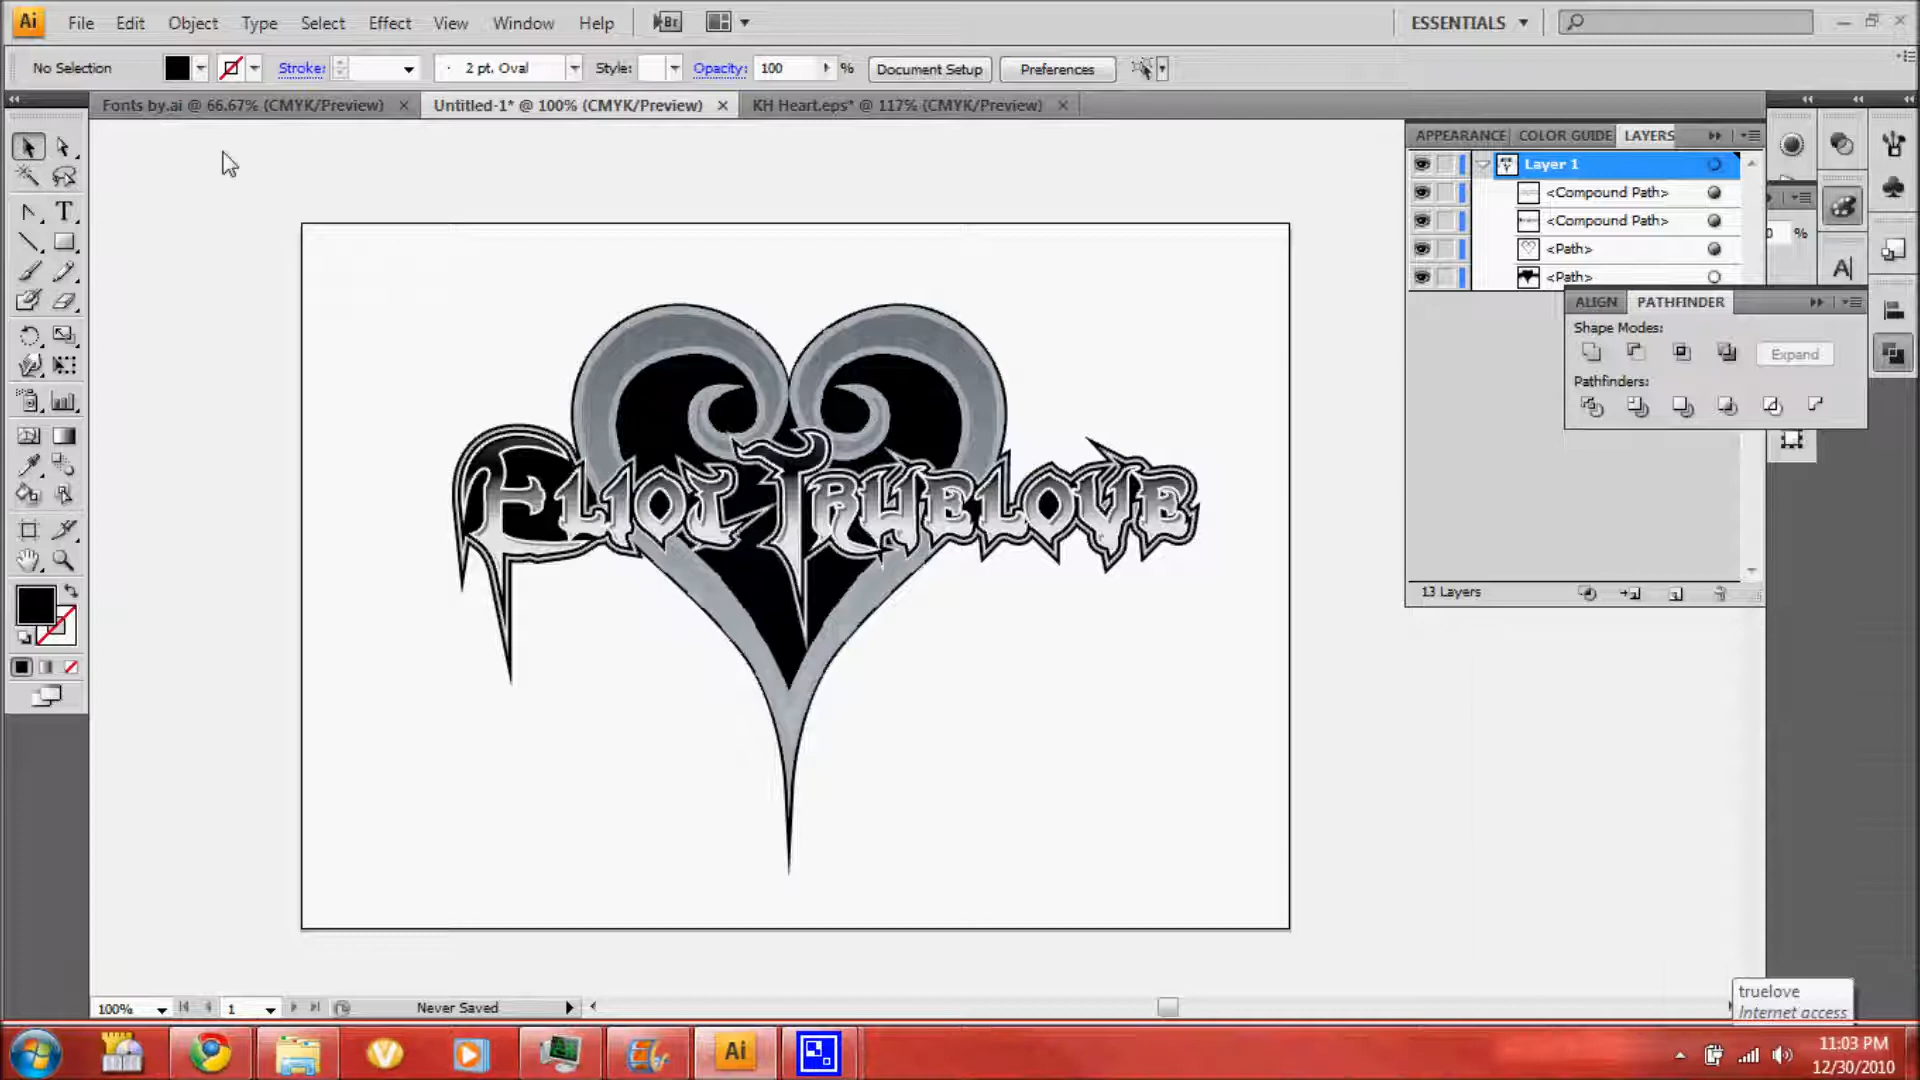 Ai File Edit Object Type Select Effect View Window Help Br ESSENTIALS
No Selection Stroke: 2 pt. Oval Style: Opacity: 100 % Document Setup Preferences
Fonts by.ai @ 66.67% (CMYK/Preview) Untitled-1* @ 100% (CMYK/Preview) KH Heart.eps* @ 117% (CMYK/Preview)
APPEARANCE COLOR GUIDE LAYERS
Layer 1
<Compound Path>
<Compound Path>
<Path>
<Path>
%
ALIGN PATHFINDER
Shape Modes:
Expand
Pathfinders:
Eliot Truelove
13 Layers
100% 1 Never Saved
truelove
Internet access
Ai
11:03 PM
12/30/2010